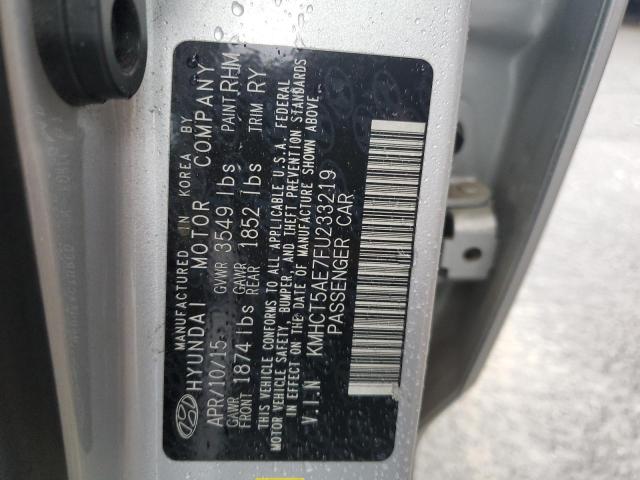 MANUFACTURED IN KOREA BY
HYUNDAI MOTOR COMPANY
APR/10/15 GVWR 3549 lbs PAINT RHM
GAWR FRONT 1874 lbs GAWR REAR 1852 lbs TRIM RY
THIS VEHICLE CONFORMS TO ALL APPLICABLE U.S.A. FEDERAL
MOTOR VEHICLE SAFETY, BUMPER, AND THEFT PREVENTION STANDARDS
IN EFFECT ON THE DATE OF MANUFACTURE SHOWN ABOVE.
V.I.N KMHCT5AE7FU233219
PASSENGER CAR